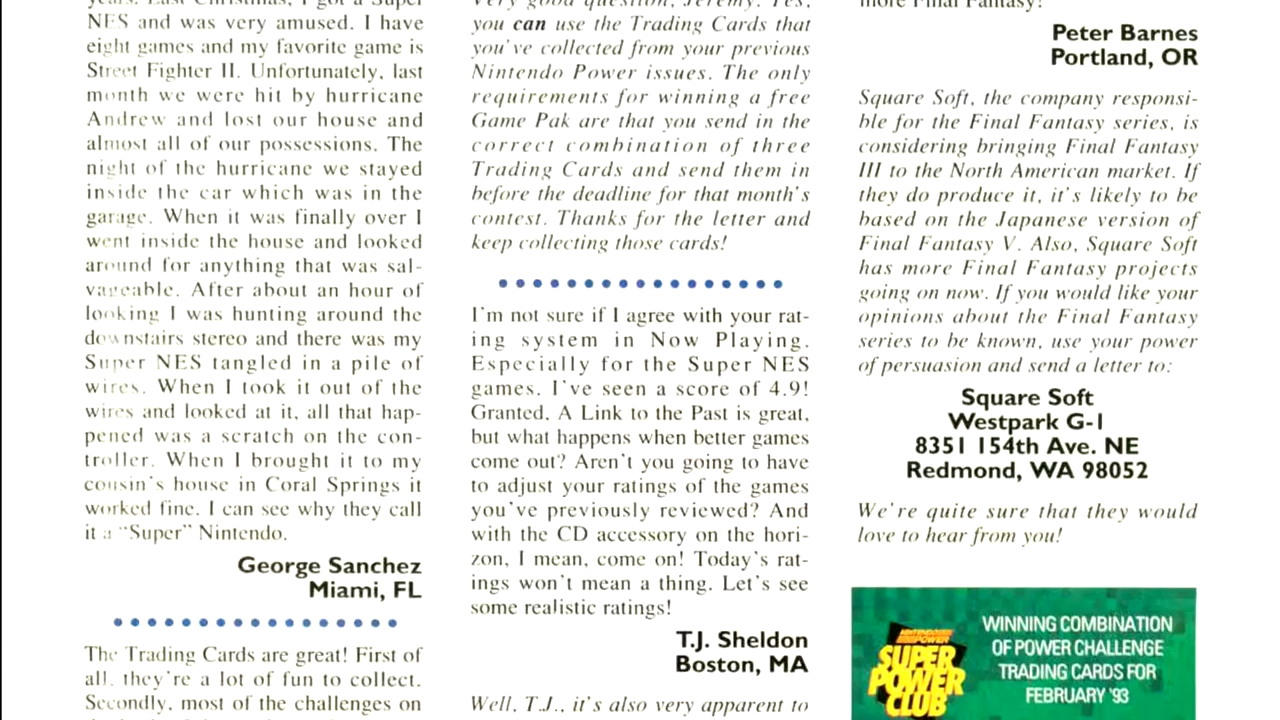 years. Last Christmas, I got a Super
NES and was very amused. I have
eight games and my favorite game is
Street Fighter II. Unfortunately, last
month we were hit by hurricane
Andrew and lost our house and
almost all of our possessions. The
night of the hurricane we stayed
inside the car which was in the
garage. When it was finally over I
went inside the house and looked
around for anything that was sal-
vageable. After about an hour of
looking I was hunting around the
downstairs stereo and there was my
Super NES tangled in a pile of
wires. When I took it out of the
wires and looked at it, all that hap-
pened was a scratch on the con-
troller. When I brought it to my
cousin's house in Coral Springs it
worked fine. I can see why they call
it a "Super" Nintendo.
George Sanchez
Miami, FL
The Trading Cards are great! First of
all, they're a lot of fun to collect.
Secondly, most of the challenges on
Very good question, Jeremy. Yes,
you can use the Trading Cards that
you've collected from your previous
Nintendo Power issues. The only
requirements for winning a free
Game Pak are that you send in the
correct combination of three
Trading Cards and send them in
before the deadline for that month's
contest. Thanks for the letter and
keep collecting those cards!
I'm not sure if I agree with your rat-
ing system in Now Playing.
Especially for the Super NES
games. I've seen a score of 4.9!
Granted, A Link to the Past is great,
but what happens when better games
come out? Aren't you going to have
to adjust your ratings of the games
you've previously reviewed? And
with the CD accessory on the hori-
zon, I mean, come on! Today's rat-
ings won't mean a thing. Let's see
some realistic ratings!
T.J. Sheldon
Boston, MA
Well, T.J., it's also very apparent to
more Final Fantasy!
Peter Barnes
Portland, OR
Square Soft, the company responsi-
ble for the Final Fantasy series, is
considering bringing Final Fantasy
III to the North American market. If
they do produce it, it's likely to be
based on the Japanese version of
Final Fantasy V. Also, Square Soft
has more Final Fantasy projects
going on now. If you would like your
opinions about the Final Fantasy
series to be known, use your power
of persuasion and send a letter to:
Square Soft
Westpark G-1
8351 154th Ave. NE
Redmond, WA 98052
We're quite sure that they would
love to hear from you!
NINTENDO
POWER
SUPER
POWER
CLUB
WINNING COMBINATION
OF POWER CHALLENGE
TRADING CARDS FOR
FEBRUARY '93